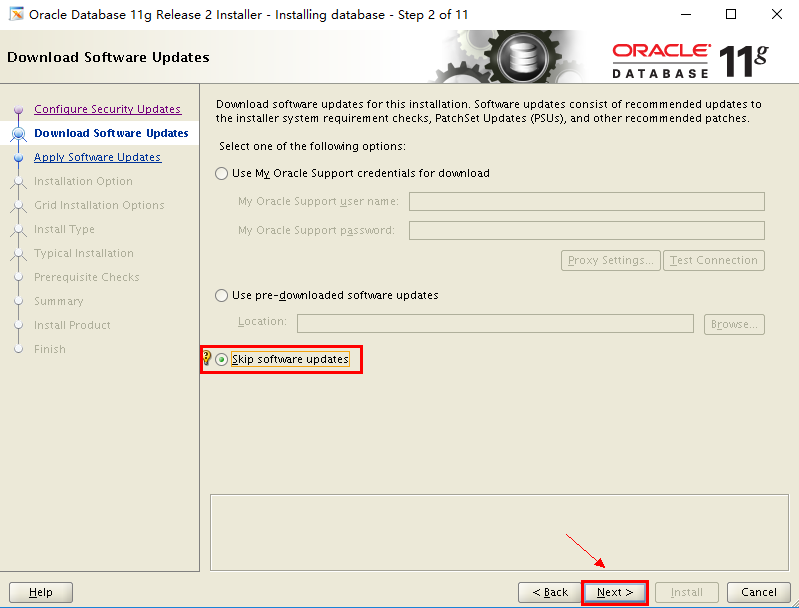 Oracle Database 11g Release 2 Installer - Installing database - Step 2 of 11
Download Software Updates
ORACLE
DATABASE 11g
Configure Security Updates
Download Software Updates
Apply Software Updates
Installation Option
Grid Installation Options
Install Type
Typical Installation
Prerequisite Checks
Summary
Install Product
Finish
Download software updates for this installation. Software updates consist of recommended updates to
the installer system requirement checks, PatchSet Updates (PSUs), and other recommended patches.
Select one of the following options:
Use My Oracle Support credentials for download
My Oracle Support user name:
My Oracle Support password:
Proxy Settings... Test Connection
Use pre-downloaded software updates
Location: Browse...
Skip software updates
Help < Back Next > Install Cancel